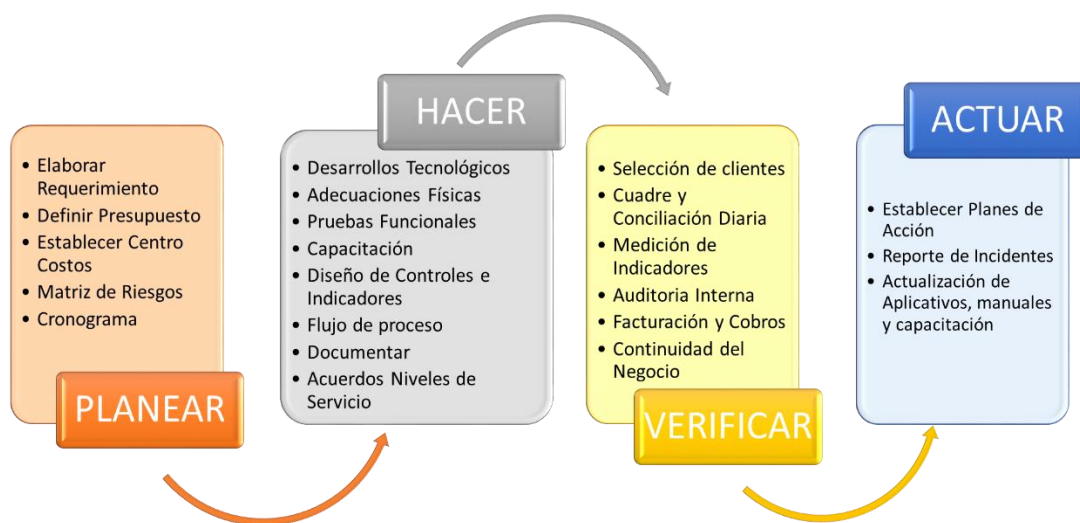 PLANEAR
• Elaborar
Requerimiento
• Definir Presupuesto
• Establecer Centro
Costos
• Matriz de Riesgos
• Cronograma
HACER
• Desarrollos Tecnológicos
• Adecuaciones Físicas
• Pruebas Funcionales
• Capacitación
• Diseño de Controles e
Indicadores
• Flujo de proceso
• Documentar
• Acuerdos Niveles de
Servicio
VERIFICAR
• Selección de clientes
• Cuadre y
Conciliación Diaria
• Medición de
Indicadores
• Auditoria Interna
• Facturación y Cobros
• Continuidad del
Negocio
ACTUAR
• Establecer Planes de
Acción
• Reporte de Incidentes
• Actualización de
Aplicativos, manuales
y capacitación